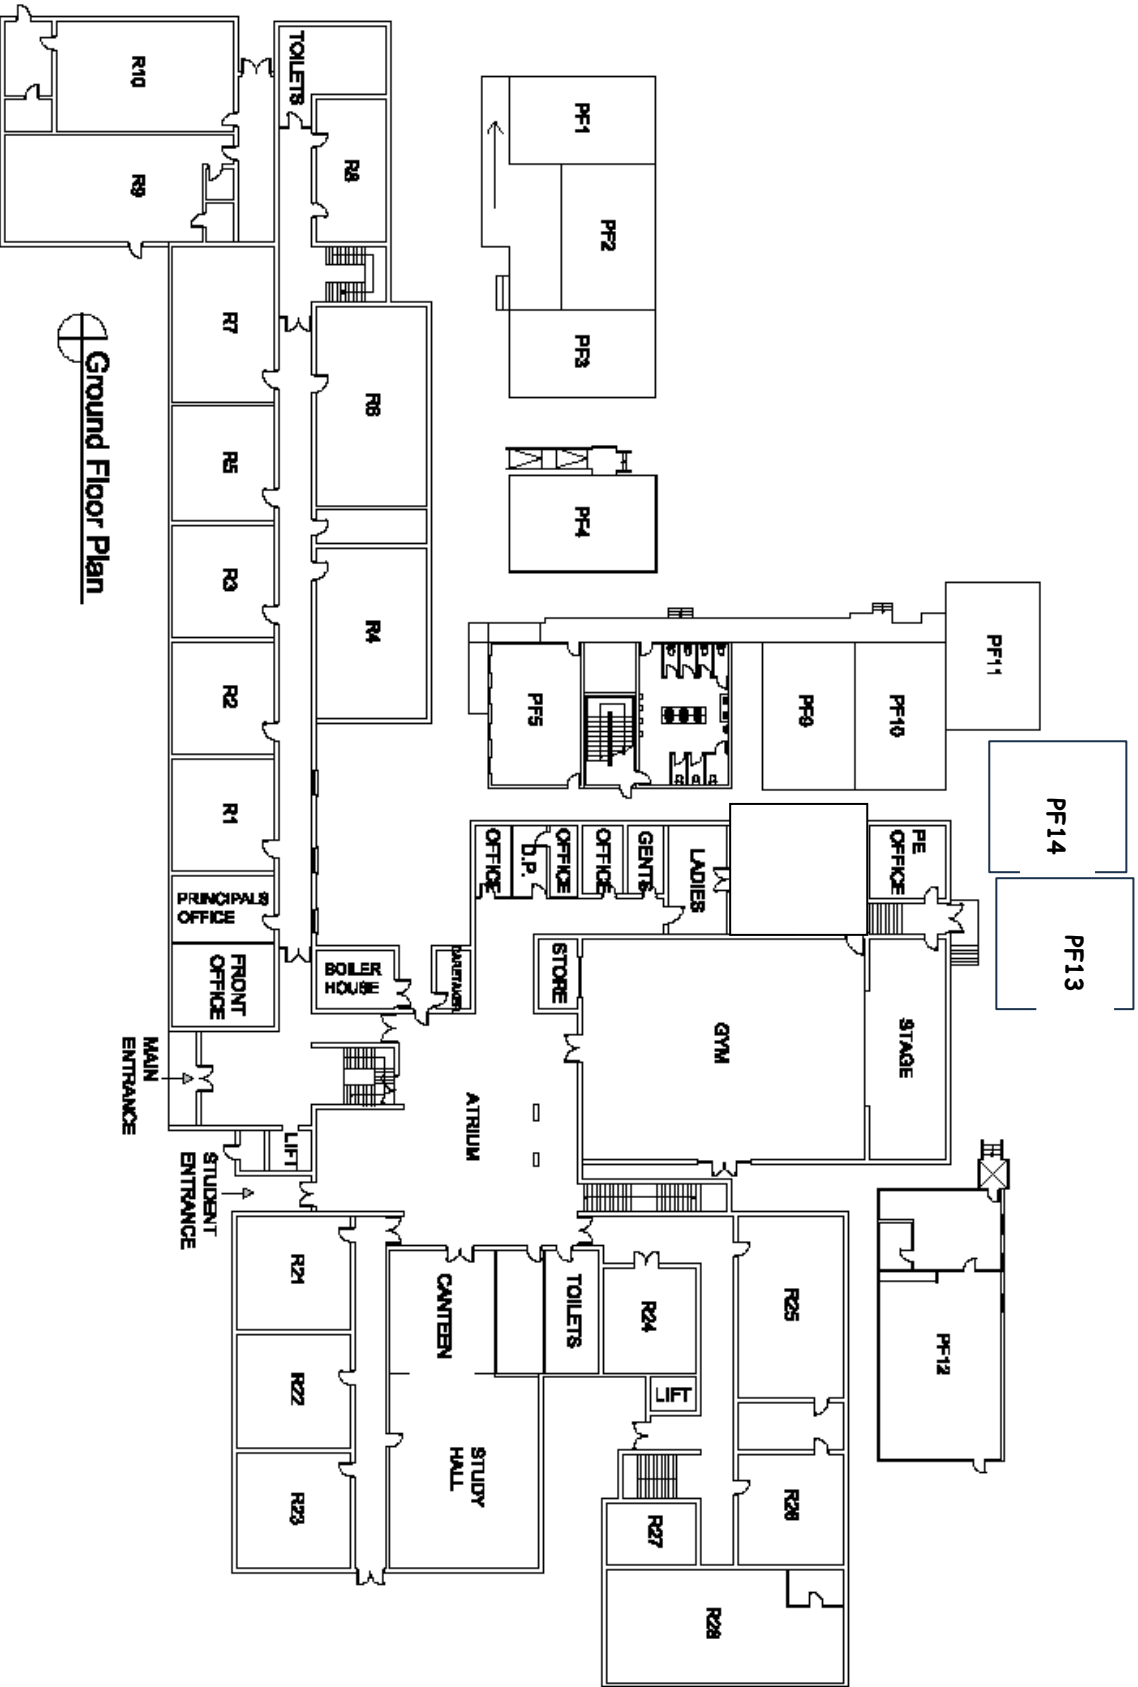 PF14
PF13
PF11
PF12
PF10
PE
OFFICE
STAGE
PF9
R25
R26
GYM
R28
LADIES
GENTS
R24
R27
LIFT
PF1
PF2
PF3
PF4
PF5
OFFICE
OFFICE
D.P.
OFFICE
STORE
TOILETS
ATRIUM
CARETAKER
CANTEEN
STUDY
HALL
R8
R6
R4
BOILER
HOUSE
TOILETS
LIFT
R21
R22
R23
R10
R9
R7
R5
R3
R2
R1
PRINCIPALS
OFFICE
FRONT
OFFICE
MAIN
ENTRANCE
STUDENT
ENTRANCE
Ground Floor Plan